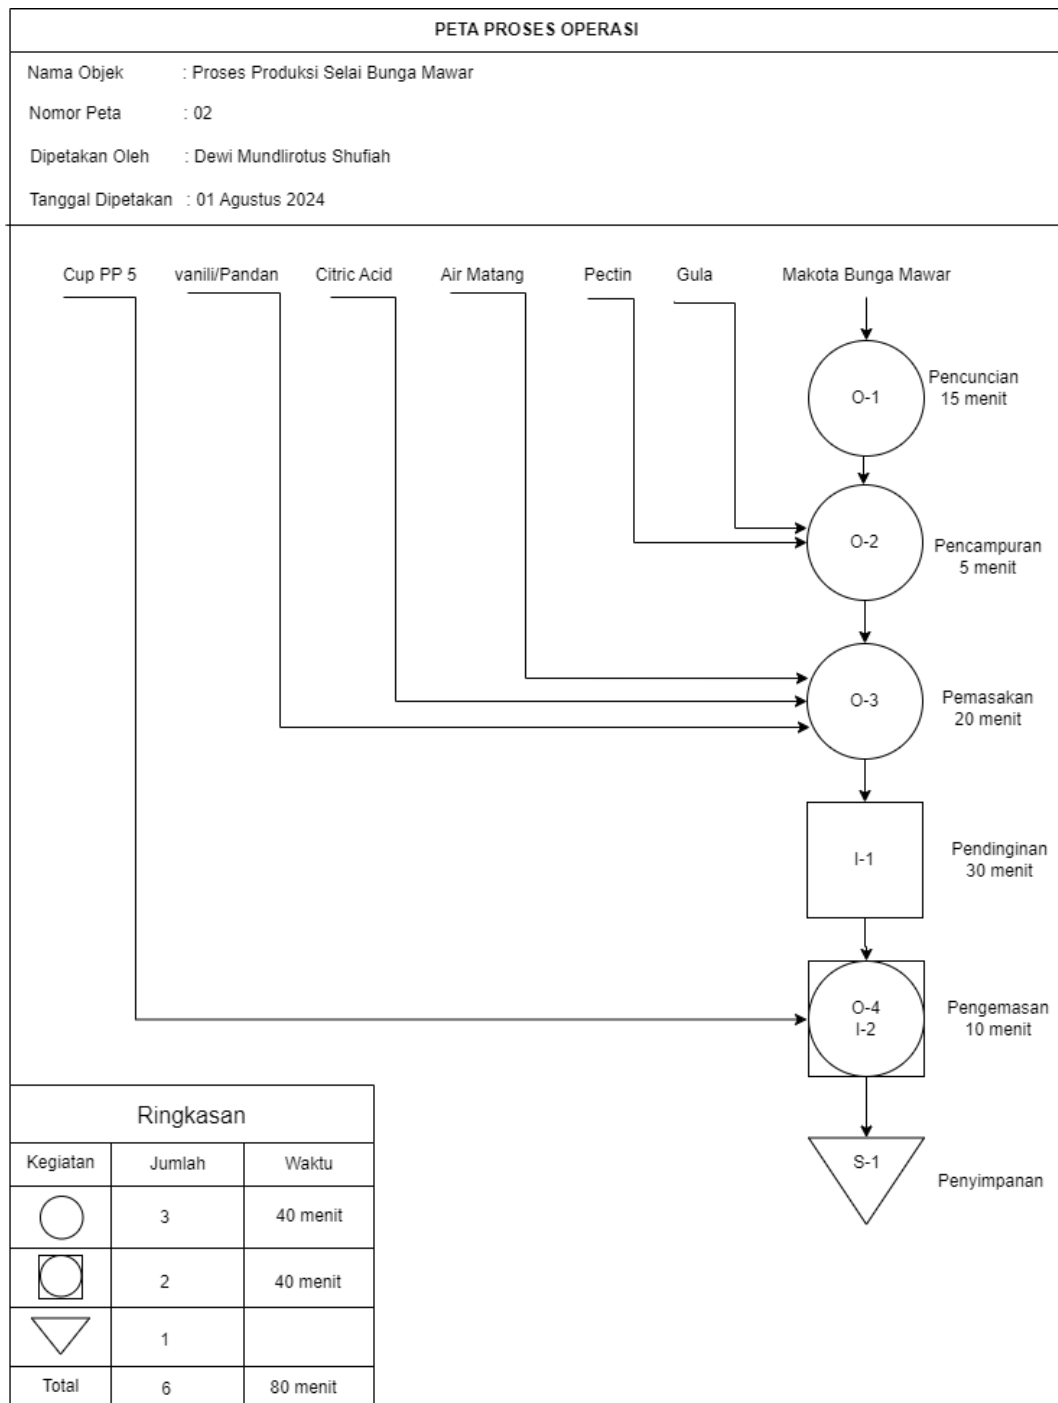 PETA PROSES OPERASI
Nama Objek : Proses Produksi Selai Bunga Mawar
Nomor Peta : 02
Dipetakan Oleh : Dewi Mundlirotus Shufiah
Tanggal Dipetakan : 01 Agustus 2024
Cup PP 5 vanili/Pandan Citric Acid Air Matang Pectin Gula Makota Bunga Mawar
O-1
Pencucian
15 menit
O-2
Pencampuran
5 menit
O-3
Pemasakan
20 menit
I-1
Pendinginan
30 menit
O-4
I-2
Pengemasan
10 menit
S-1
Penyimpanan
Ringkasan
Kegiatan Jumlah Waktu
3 40 menit
2 40 menit
1
Total 6 80 menit